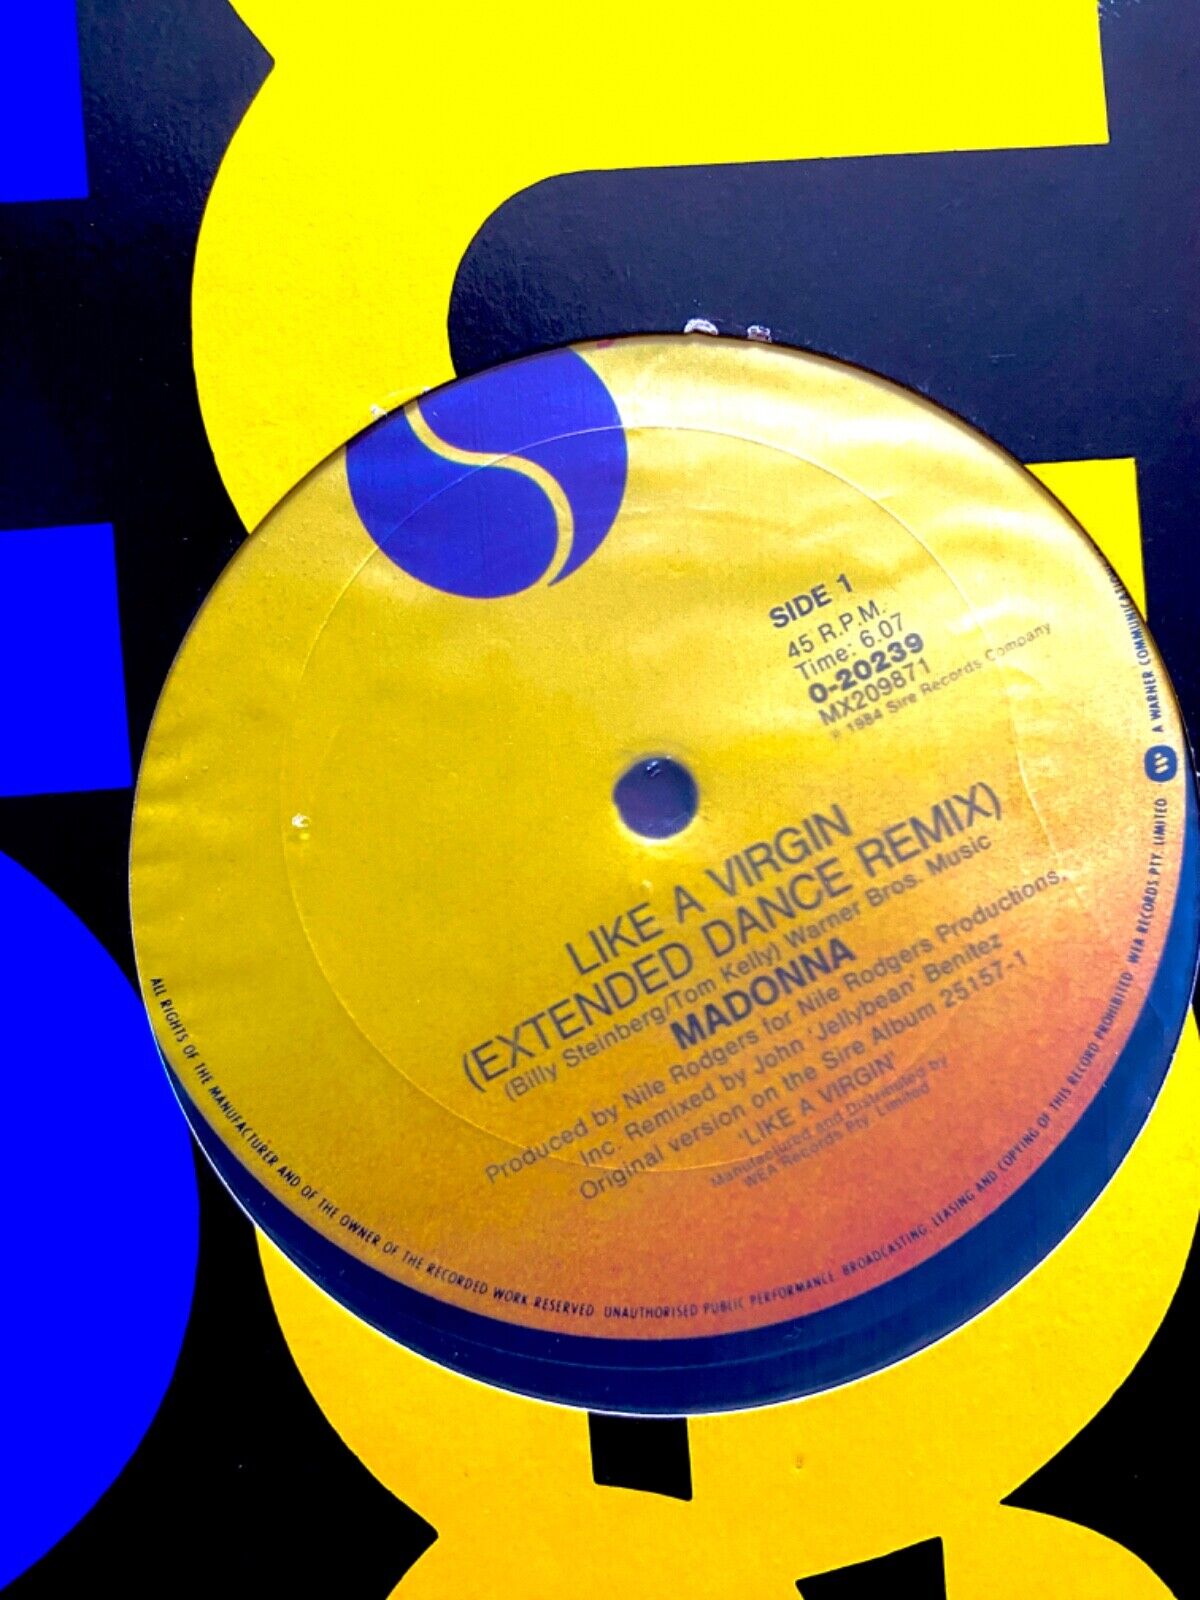 SIDE 1
45 R.P.M.
Time: 6.07
0-20239
MX209871
℗ 1984 Sire Records Company
LIKE A VIRGIN
(EXTENDED DANCE REMIX)
(Billy Steinberg/Tom Kelly) Warner Bros. Music
MADONNA
Produced by Nile Rodgers for Nile Rodgers Productions,
Inc. Remixed by John 'Jellybean' Benitez
Original version on the Sire Album 25157-1
'LIKE A VIRGIN'
Manufactured and Distributed by
WEA Records Pty Limited
ALL RIGHTS OF THE MANUFACTURER AND OF THE OWNER OF THE RECORDED WORK RESERVED. UNAUTHORISED PUBLIC PERFORMANCE. BROADCASTING, LEASING AND COPYING OF THIS RECORD PROHIBITED. WEA RECORDS PTY. LIMITED A WARNER